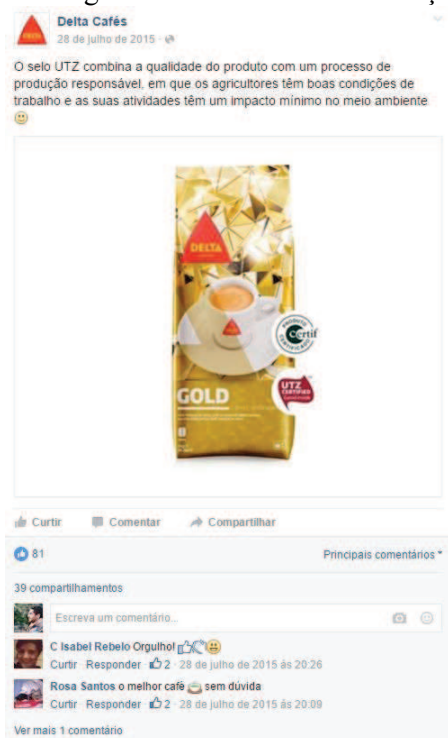 Delta Cafés
28 de julho de 2015
O selo UTZ combina a qualidade do produto com um processo de
produção responsável, em que os agricultores têm boas condições de
trabalho e as suas atividades têm um impacto mínimo no meio ambiente
DELTA
Certif
PRODUTO CERTIFICADO
UTZ
CERTIFIED
GOLD
Curtir Comentar Compartilhar
81 Principais comentários
39 compartilhamentos
Escreva um comentário...
C Isabel Rebelo Orgulho!
Curtir · Responder · 2 · 28 de julho de 2015 às 20:26
Rosa Santos o melhor café sem dúvida
Curtir · Responder · 2 · 28 de julho de 2015 às 20:09
Ver mais 1 comentário